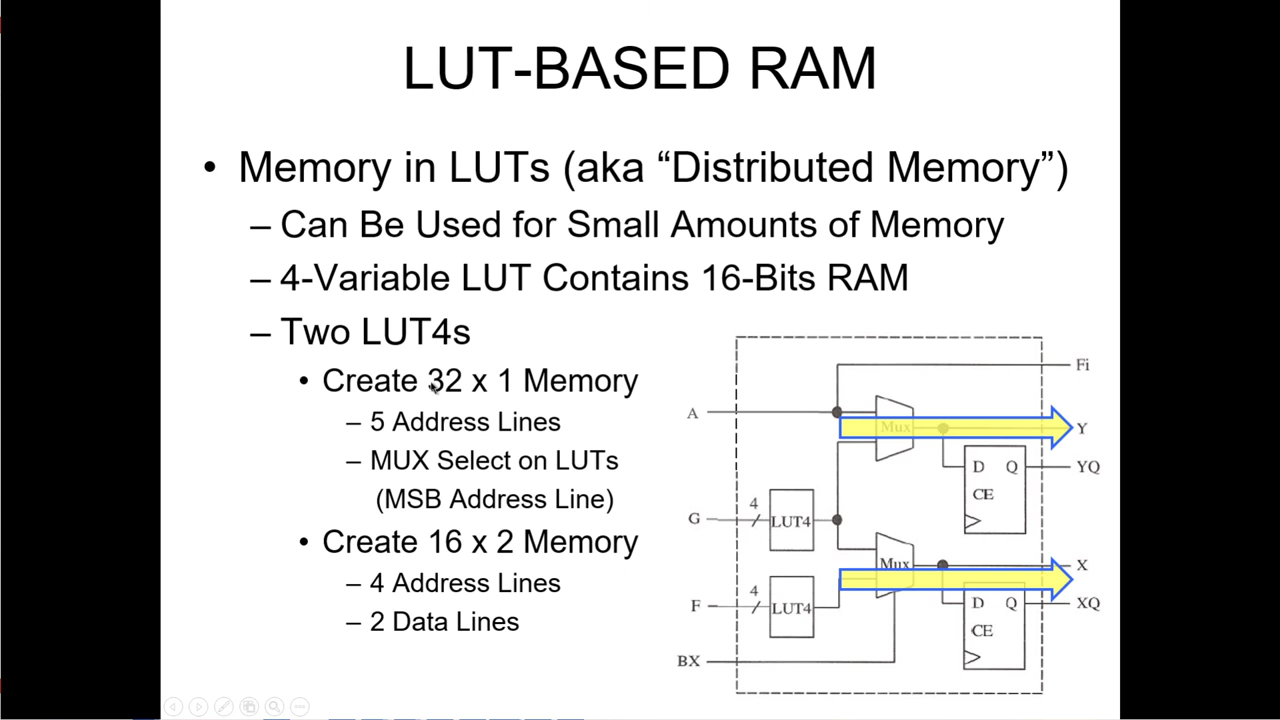 LUT-BASED RAM
• Memory in LUTs (aka “Distributed Memory”)
– Can Be Used for Small Amounts of Memory
– 4-Variable LUT Contains 16-Bits RAM
– Two LUT4s
• Create 32 x 1 Memory
– 5 Address Lines
– MUX Select on LUTs
(MSB Address Line)
• Create 16 x 2 Memory
– 4 Address Lines
– 2 Data Lines
Fi
A
Mux
Y
D Q
YQ
CE
4
G
LUT4
Mux
X
4
F
LUT4
D Q
XQ
CE
BX